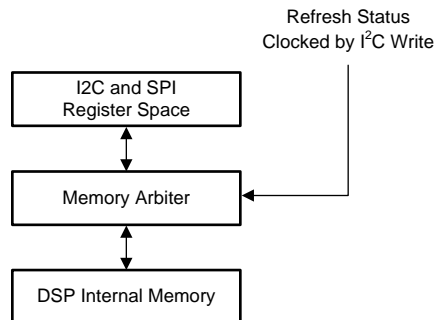 Refresh Status
Clocked by I²C Write
I2C and SPI
Register Space
Memory Arbiter
DSP Internal Memory